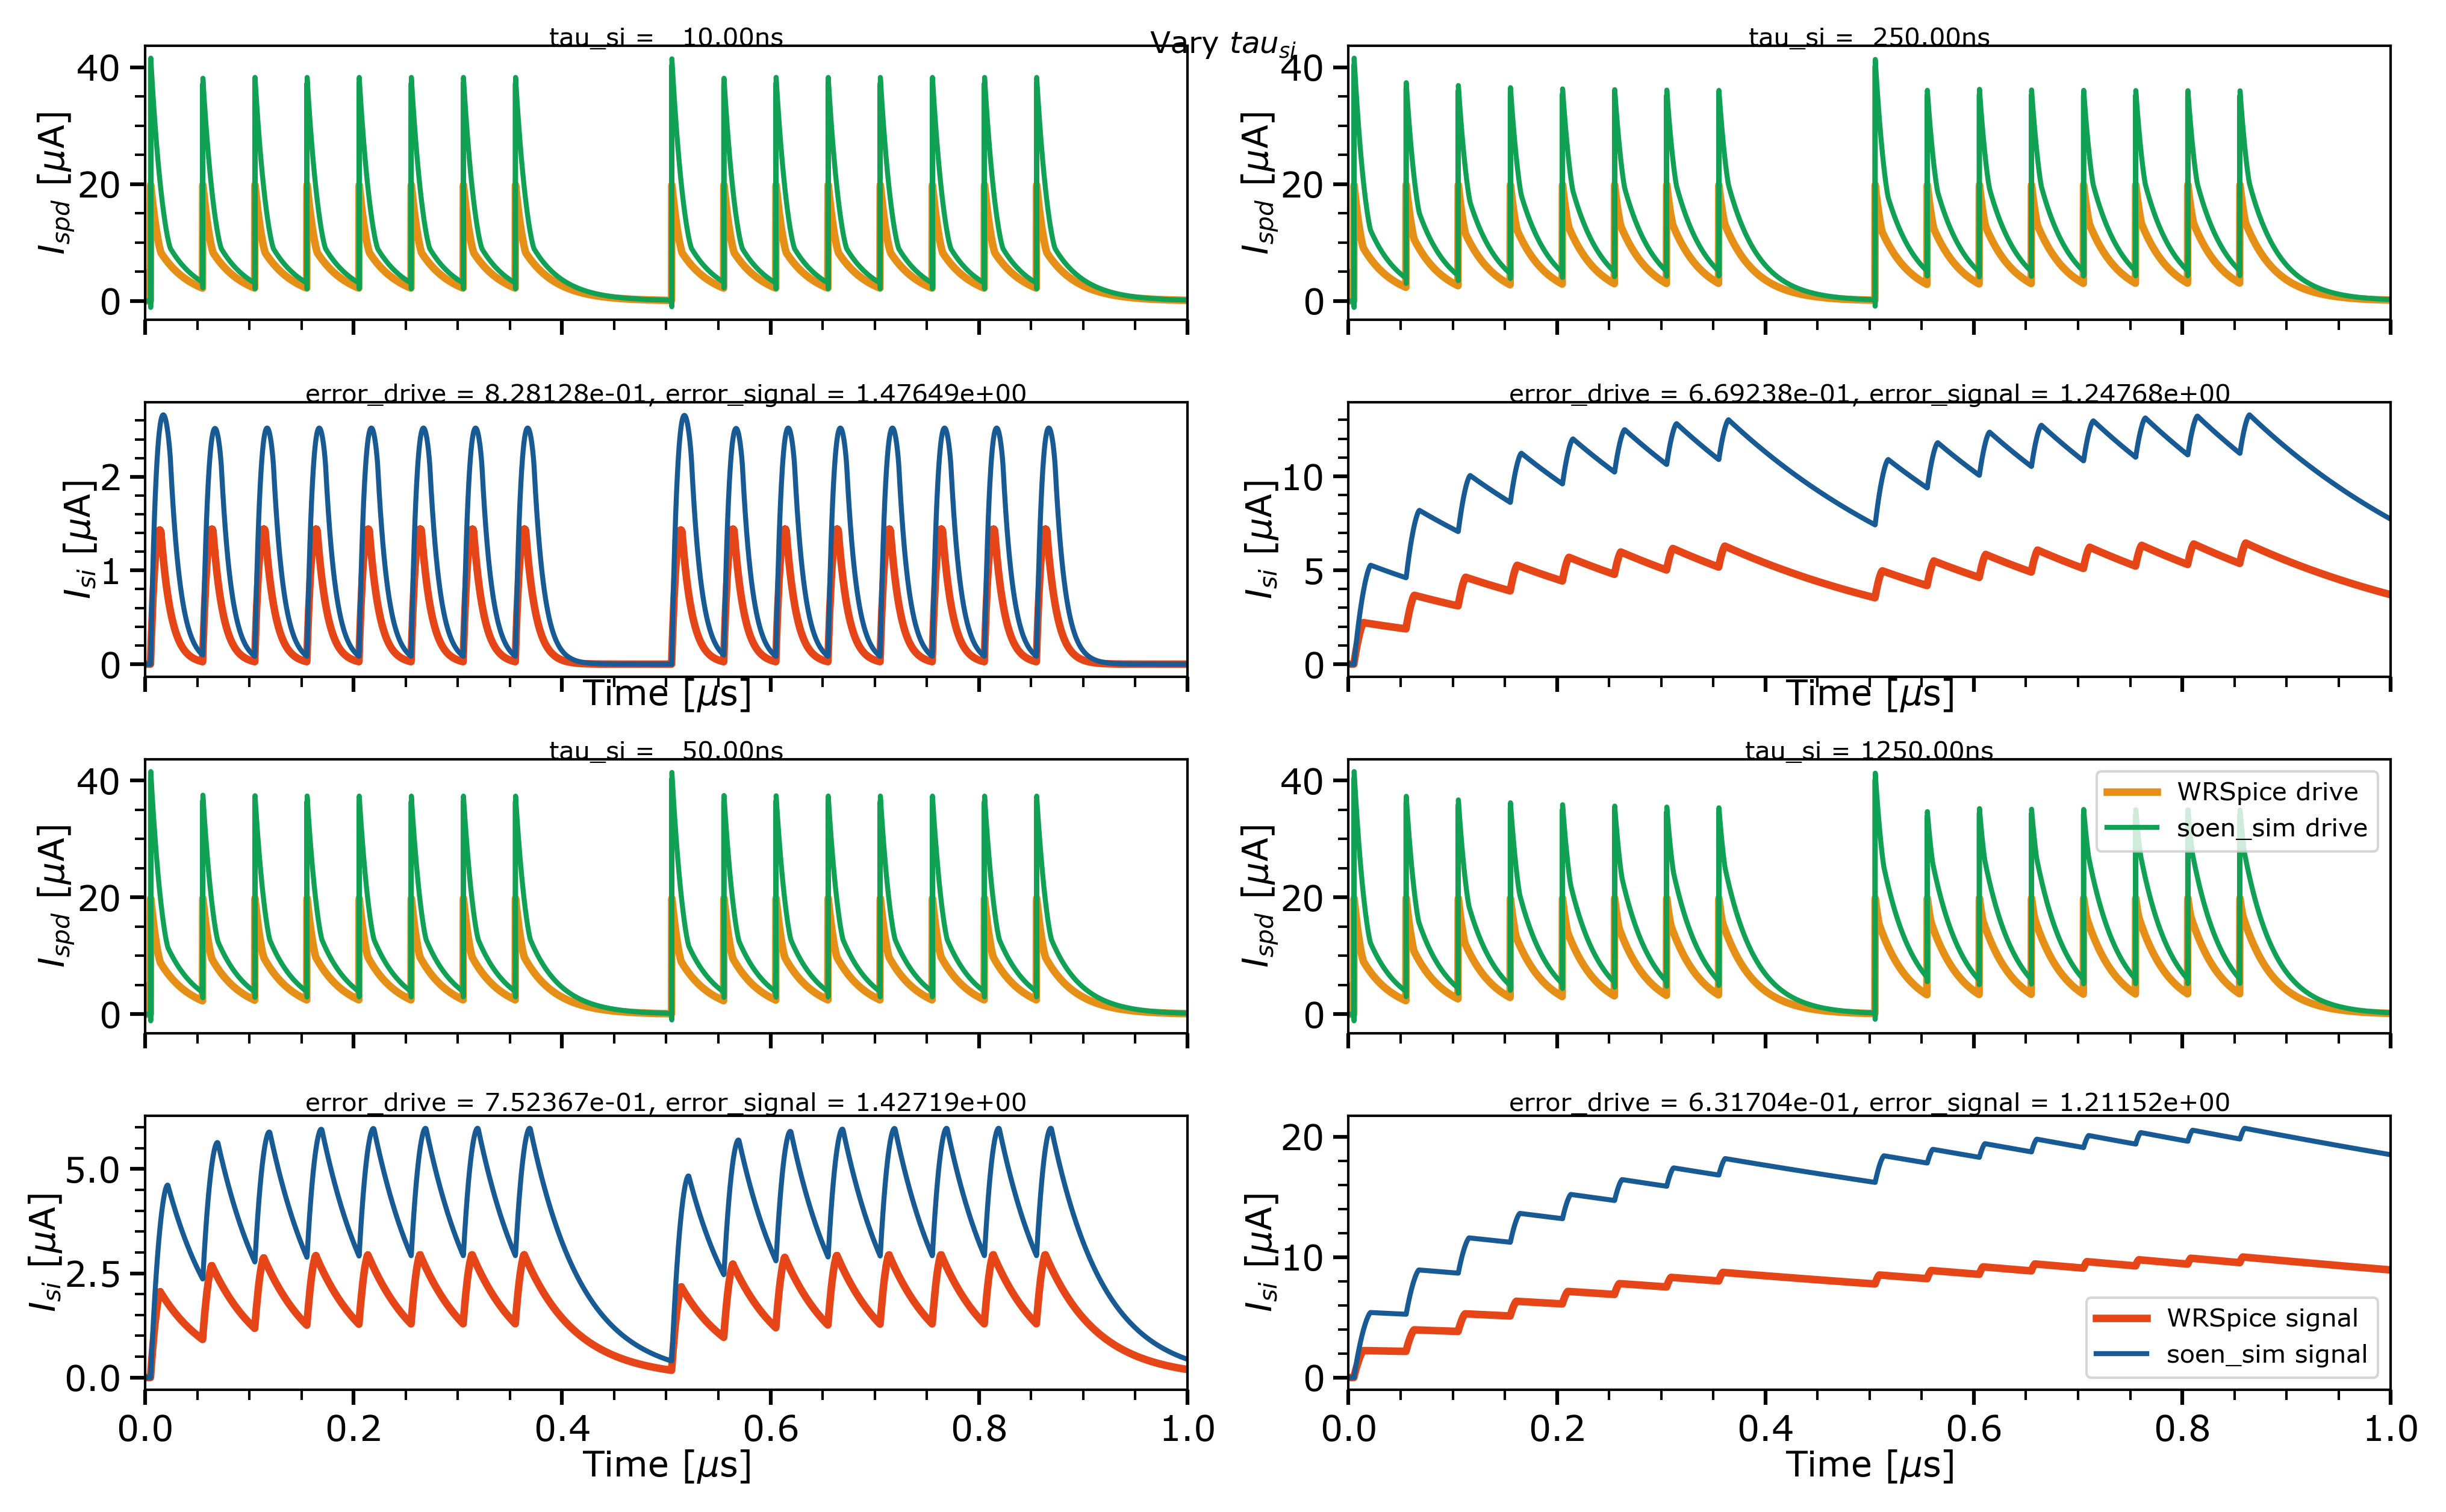 Vary tau_si
tau_si = 10.00ns
40
20
0
I_spd [μA]
error_drive = 8.28128e-01, error_signal = 1.47649e+00
2
1
0
I_si [μA]
Time [μs]
tau_si = 250.00ns
40
20
0
I_spd [μA]
error_drive = 6.69238e-01, error_signal = 1.24768e+00
10
5
0
I_si [μA]
Time [μs]
tau_si = 50.00ns
40
20
0
I_spd [μA]
error_drive = 7.52367e-01, error_signal = 1.42719e+00
5.0
2.5
0.0
I_si [μA]
0.0 0.2 0.4 0.6 0.8 1.0
Time [μs]
tau_si = 1250.00ns
40
20
0
I_spd [μA]
WRSpice drive
soen_sim drive
error_drive = 6.31704e-01, error_signal = 1.21152e+00
20
10
0
I_si [μA]
WRSpice signal
soen_sim signal
0.0 0.2 0.4 0.6 0.8 1.0
Time [μs]